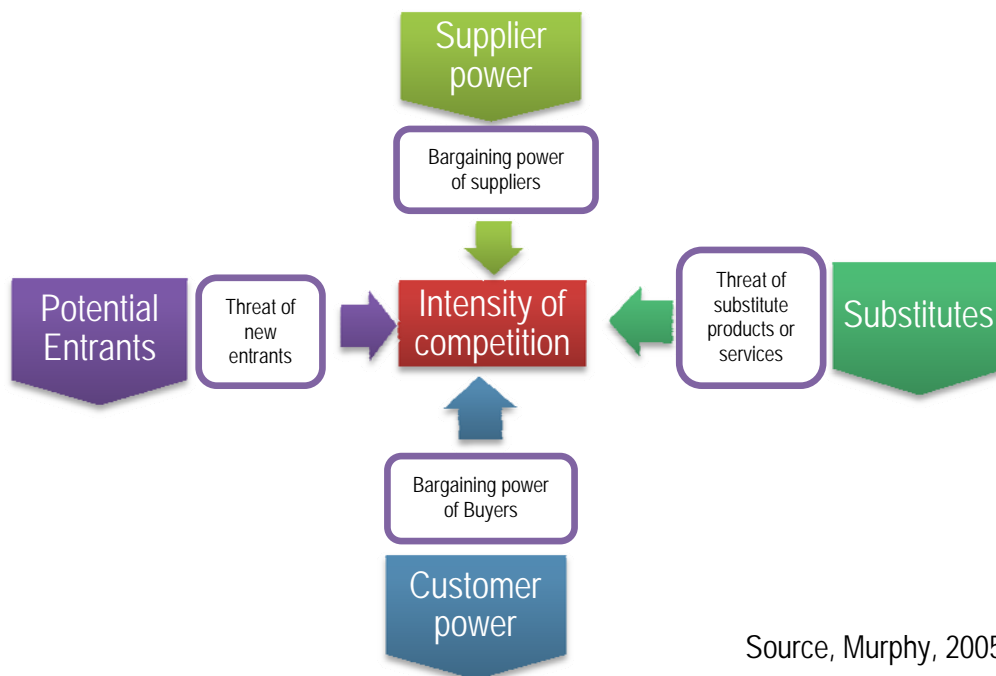 Supplier
power
Bargaining power
of suppliers
Potential
Entrants
Threat of
new
entrants
Intensity of
competition
Threat of
substitute
products or
services
Substitutes
Bargaining power
of Buyers
Customer
power
Source, Murphy, 2005